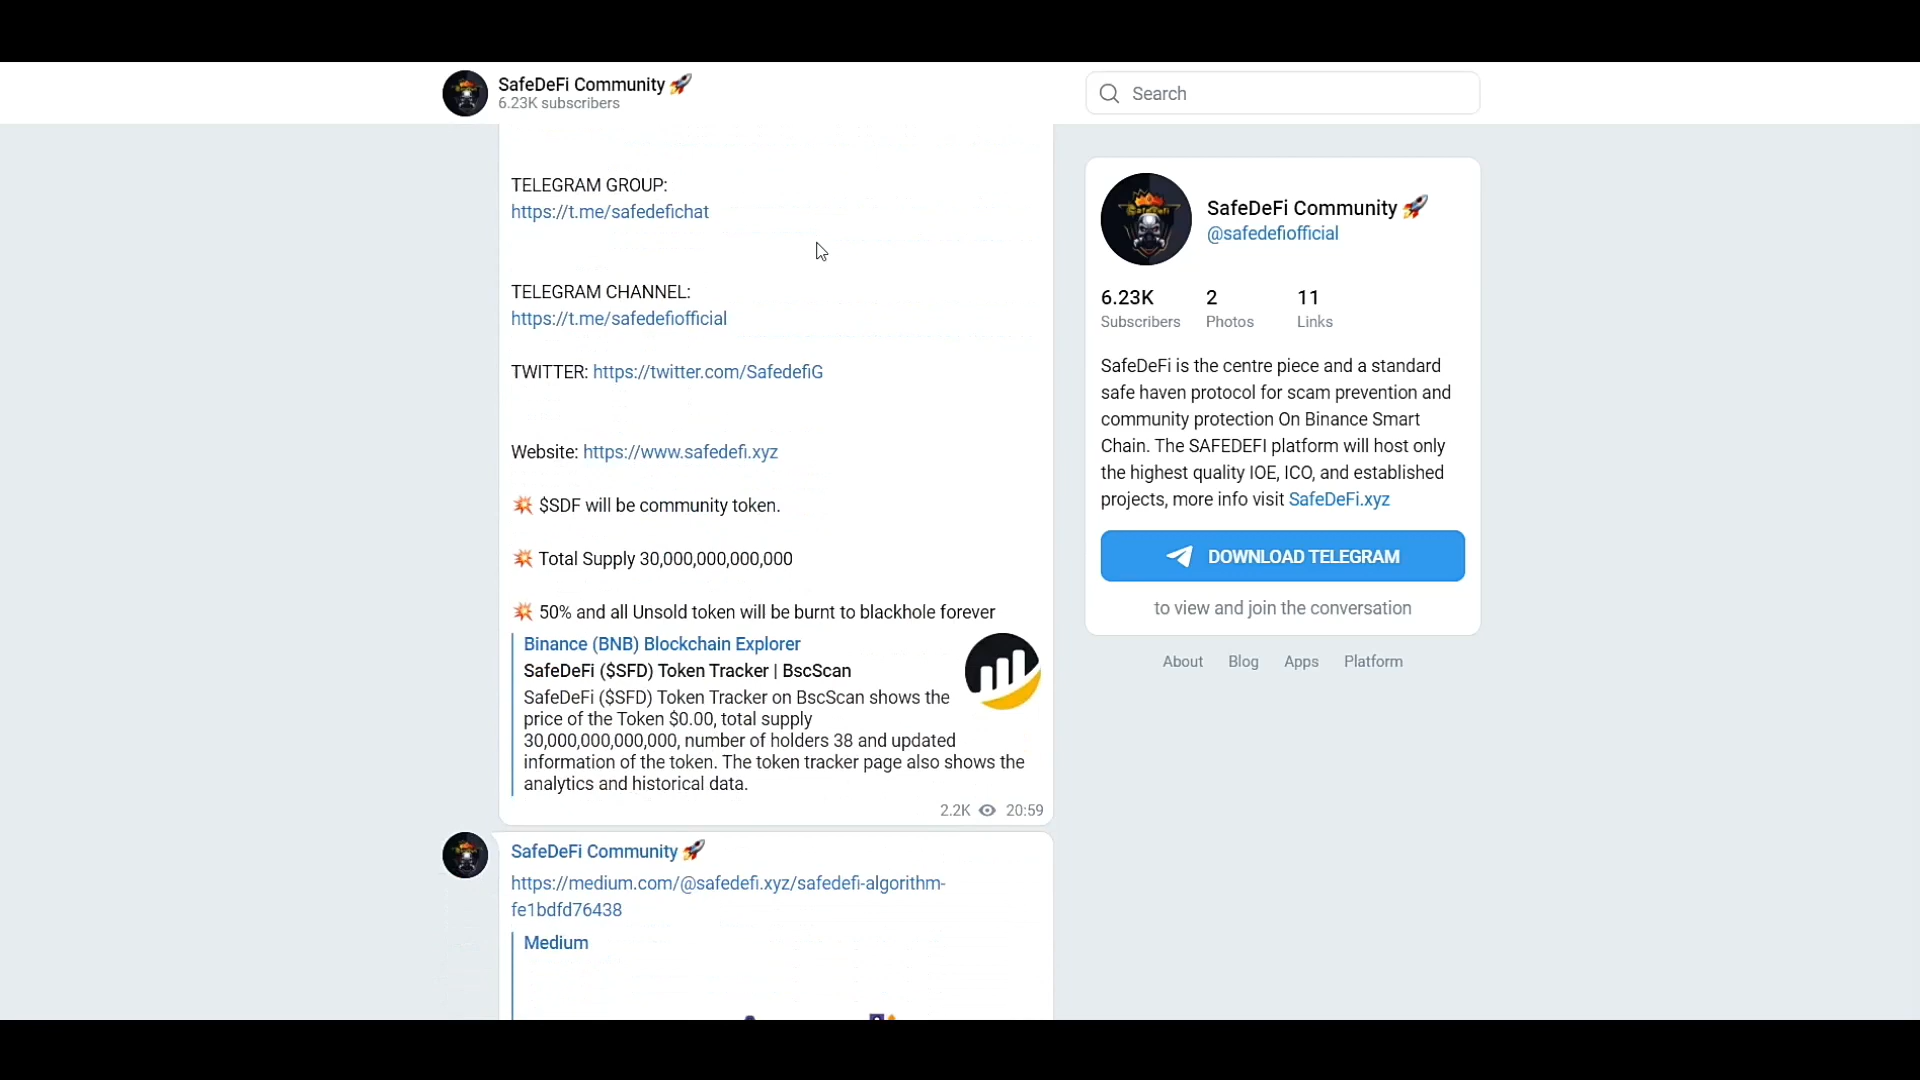 SafeDeFi Community 🚀
6.23K subscribers
Search
TELEGRAM GROUP:
https://t.me/safedefichat
TELEGRAM CHANNEL:
https://t.me/safedefiofficial
TWITTER: https://twitter.com/SafedefiG
Website: https://www.safedefi.xyz
💥 $SDF will be community token.
💥 Total Supply 30,000,000,000,000
💥 50% and all Unsold token will be burnt to blackhole forever
Binance (BNB) Blockchain Explorer
SafeDeFi ($SFD) Token Tracker | BscScan
SafeDeFi ($SFD) Token Tracker on BscScan shows the
price of the Token $0.00, total supply
30,000,000,000,000, number of holders 38 and updated
information of the token. The token tracker page also shows the
analytics and historical data.
2.2K 20:59
SafeDeFi Community 🚀
https://medium.com/@safedefi.xyz/safedefi-algorithm-
fe1bdfd76438
Medium
SafeDeFi
SafeDeFi Community 🚀
@safedefiofficial
6.23K 2 11
Subscribers Photos Links
SafeDeFi is the centre piece and a standard
safe haven protocol for scam prevention and
community protection On Binance Smart
Chain. The SAFEDEFI platform will host only
the highest quality IOE, ICO, and established
projects, more info visit SafeDeFi.xyz
DOWNLOAD TELEGRAM
to view and join the conversation
About Blog Apps Platform